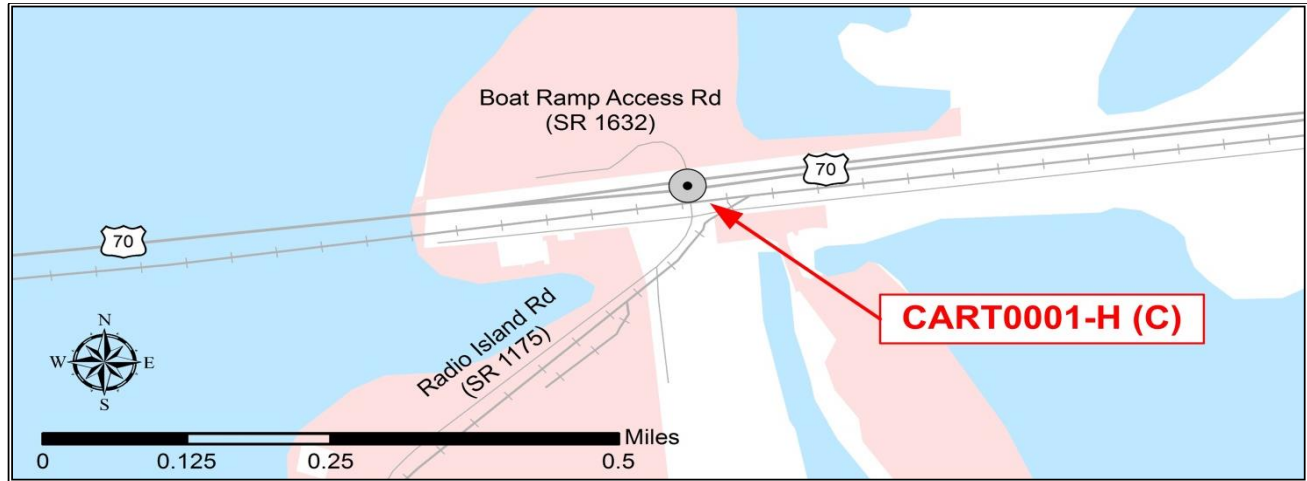 Boat Ramp Access Rd
(SR 1632)
70
70
CART0001-H (C)
Radio Island Rd
(SR 1175)
N
W E
S
Miles
0 0.125 0.25 0.5